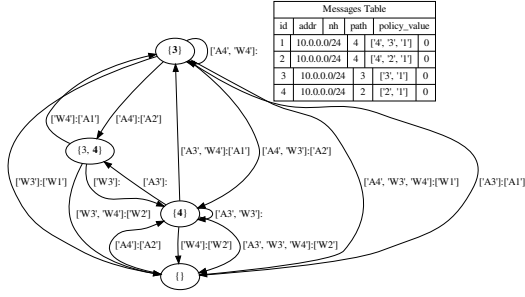 Messages Table
id addr nh path policy_value
1 10.0.0.0/24 4 ['4', '3', '1'] 0
2 10.0.0.0/24 4 ['4', '2', '1'] 0
3 10.0.0.0/24 3 ['3', '1'] 0
4 10.0.0.0/24 2 ['2', '1'] 0
{3}
['A4', 'W4']:
['W4']:['A1']
['A4']:['A2']
{3, 4}
['A3', 'W4']:['A1']
['A4', 'W3']:['A2']
['W3']:['W1']
['W3']:
['A3']:
['A4', 'W3', 'W4']:['W1']
['A3']:['A1']
['W3', 'W4']:['W2']
{4}
['A3', 'W3']:
['A4']:['A2']
['W4']:['W2']
['A3', 'W3', 'W4']:['W2']
{}